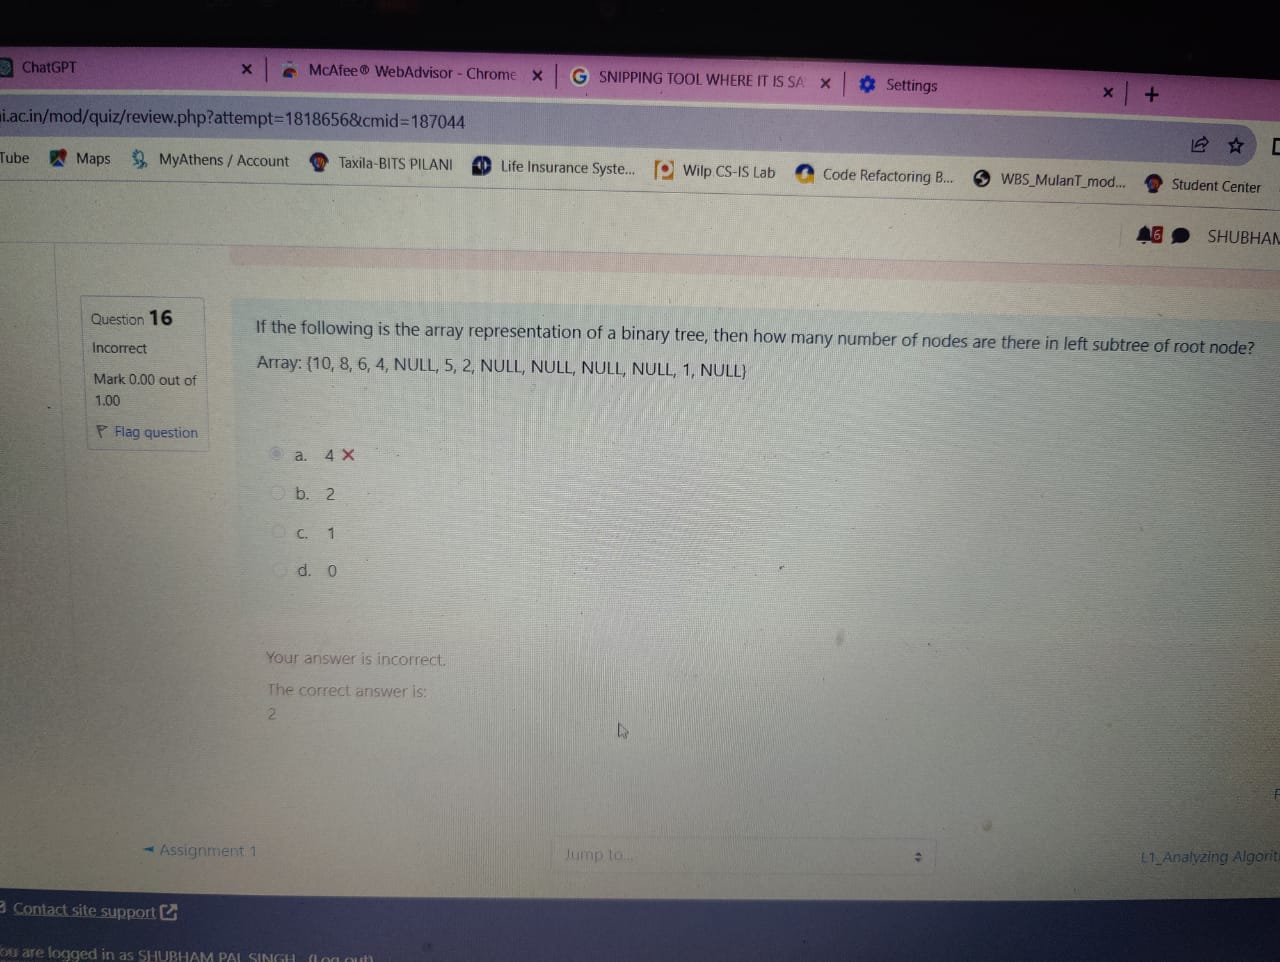 ChatGPT
McAfee® WebAdvisor - Chrome
SNIPPING TOOL WHERE IT IS SA
Settings
i.ac.in/mod/quiz/review.php?attempt=1818656&cmid=187044
Tube
Maps
MyAthens / Account
Taxila-BITS PILANI
Life Insurance Syste...
Wilp CS-IS Lab
Code Refactoring B...
WBS_MulanT_mod...
Student Center
6
SHUBHAM
Question 16
Incorrect
Mark 0.00 out of
1.00
Flag question
If the following is the array representation of a binary tree, then how many number of nodes are there in left subtree of root node?
Array: {10, 8, 6, 4, NULL, 5, 2, NULL, NULL, NULL, NULL, 1, NULL}
a. 4
b. 2
c. 1
d. 0
Your answer is incorrect.
The correct answer is:
2
◄ Assignment 1
Jump to...
L1_Analyzing Algorit
Contact site support
You are logged in as SHUBHAM PAL SINGH (Log out)